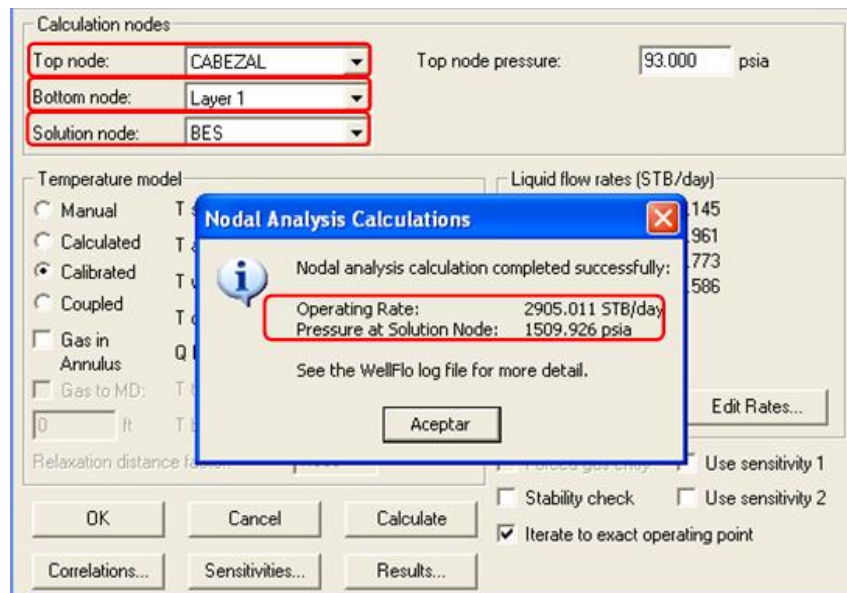 Calculation nodes
Top node: CABEZAL Top node pressure: 93.000 psia
Bottom node: Layer 1
Solution node: BES
Temperature model Liquid flow rates (STB/day)
Manual T
Calculated T
Calibrated T
Coupled T
Gas in
Annulus Q
Gas to MD: T
0 ft T
Relaxation distance
Nodal Analysis Calculations
Nodal analysis calculation completed successfully:
Operating Rate: 2905.011 STB/day
Pressure at Solution Node: 1509.926 psia
See the WellFlo log file for more detail.
Aceptar
145
961
773
586
Edit Rates...
Use sensitivity 1
Stability check Use sensitivity 2
Iterate to exact operating point
OK Cancel Calculate
Correlations... Sensitivities... Results...